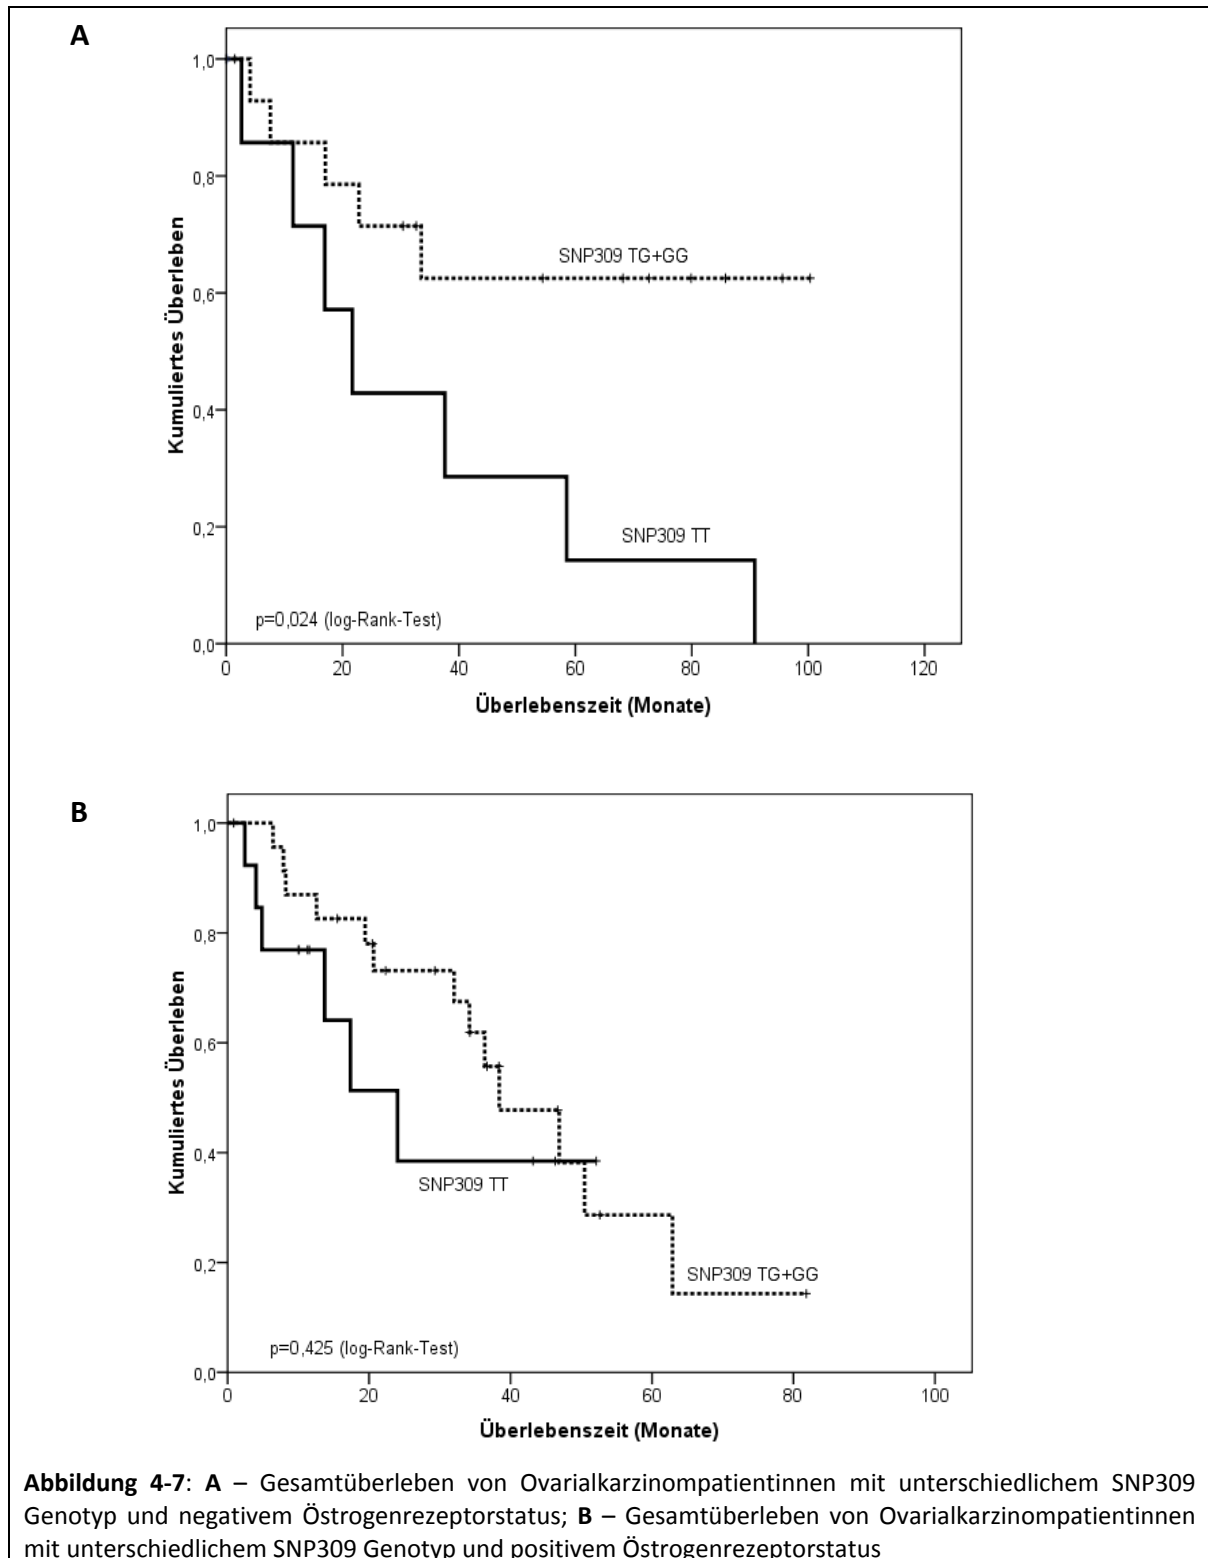 A
1,0
0,8
0,6
0,4
0,2
0,0
Kumuliertes Überleben
SNP309 TG+GG
SNP309 TT
p=0,024 (log-Rank-Test)
0 20 40 60 80 100 120
Überlebenszeit (Monate)
B
1,0
0,8
0,6
0,4
0,2
0,0
Kumuliertes Überleben
SNP309 TT
SNP309 TG+GG
p=0,425 (log-Rank-Test)
0 20 40 60 80 100
Überlebenszeit (Monate)
Abbildung 4-7: A – Gesamtüberleben von Ovarialkarzinompatientinnen mit unterschiedlichem SNP309
Genotyp und negativem Östrogenrezeptorstatus; B – Gesamtüberleben von Ovarialkarzinompatientinnen
mit unterschiedlichem SNP309 Genotyp und positivem Östrogenrezeptorstatus